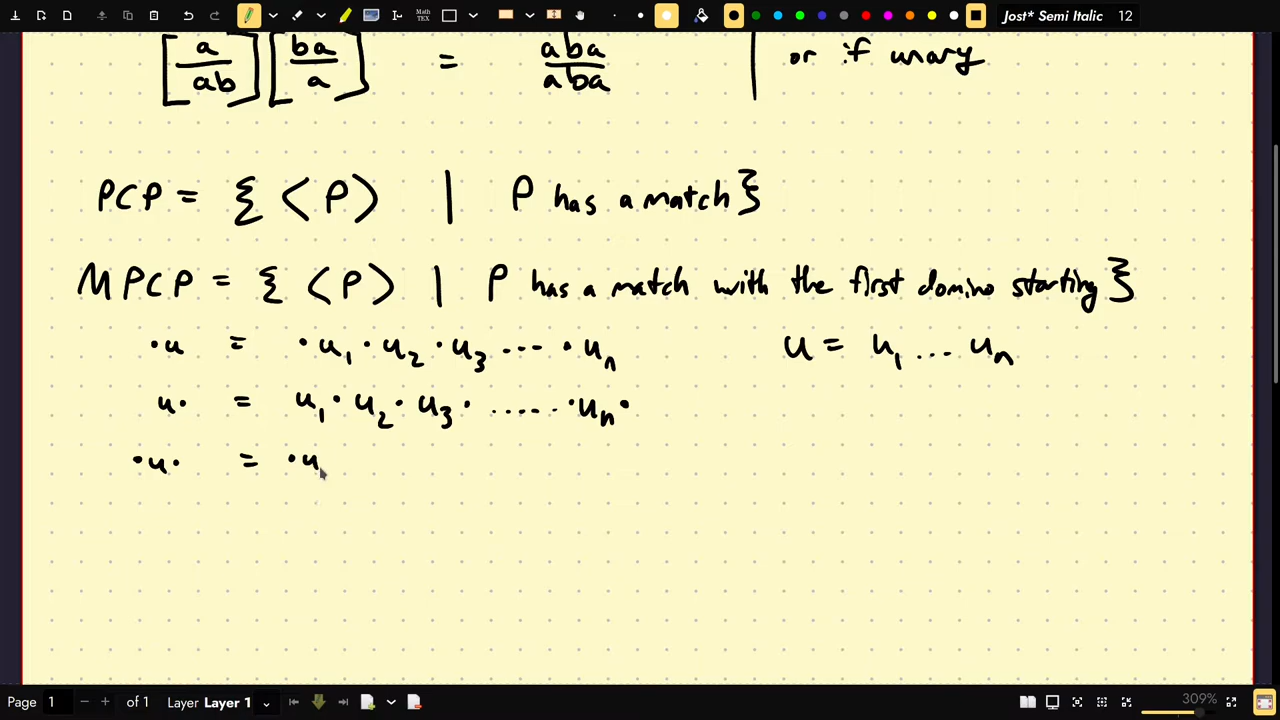 Math TEX Jost* Semi Italic 12
[a/ab] [ba/a] = aba/aba | or if unary
PCP = { <P> | P has a match }
MPCP = { <P> | P has a match with the first domino starting }
·u = ·u₁·u₂·u₃ ---- ·uₙ u = u₁ ... uₙ
u· = u₁·u₂·u₃· ...... ·uₙ·
·u· = ·u
Page 1 of 1 Layer Layer 1 309%